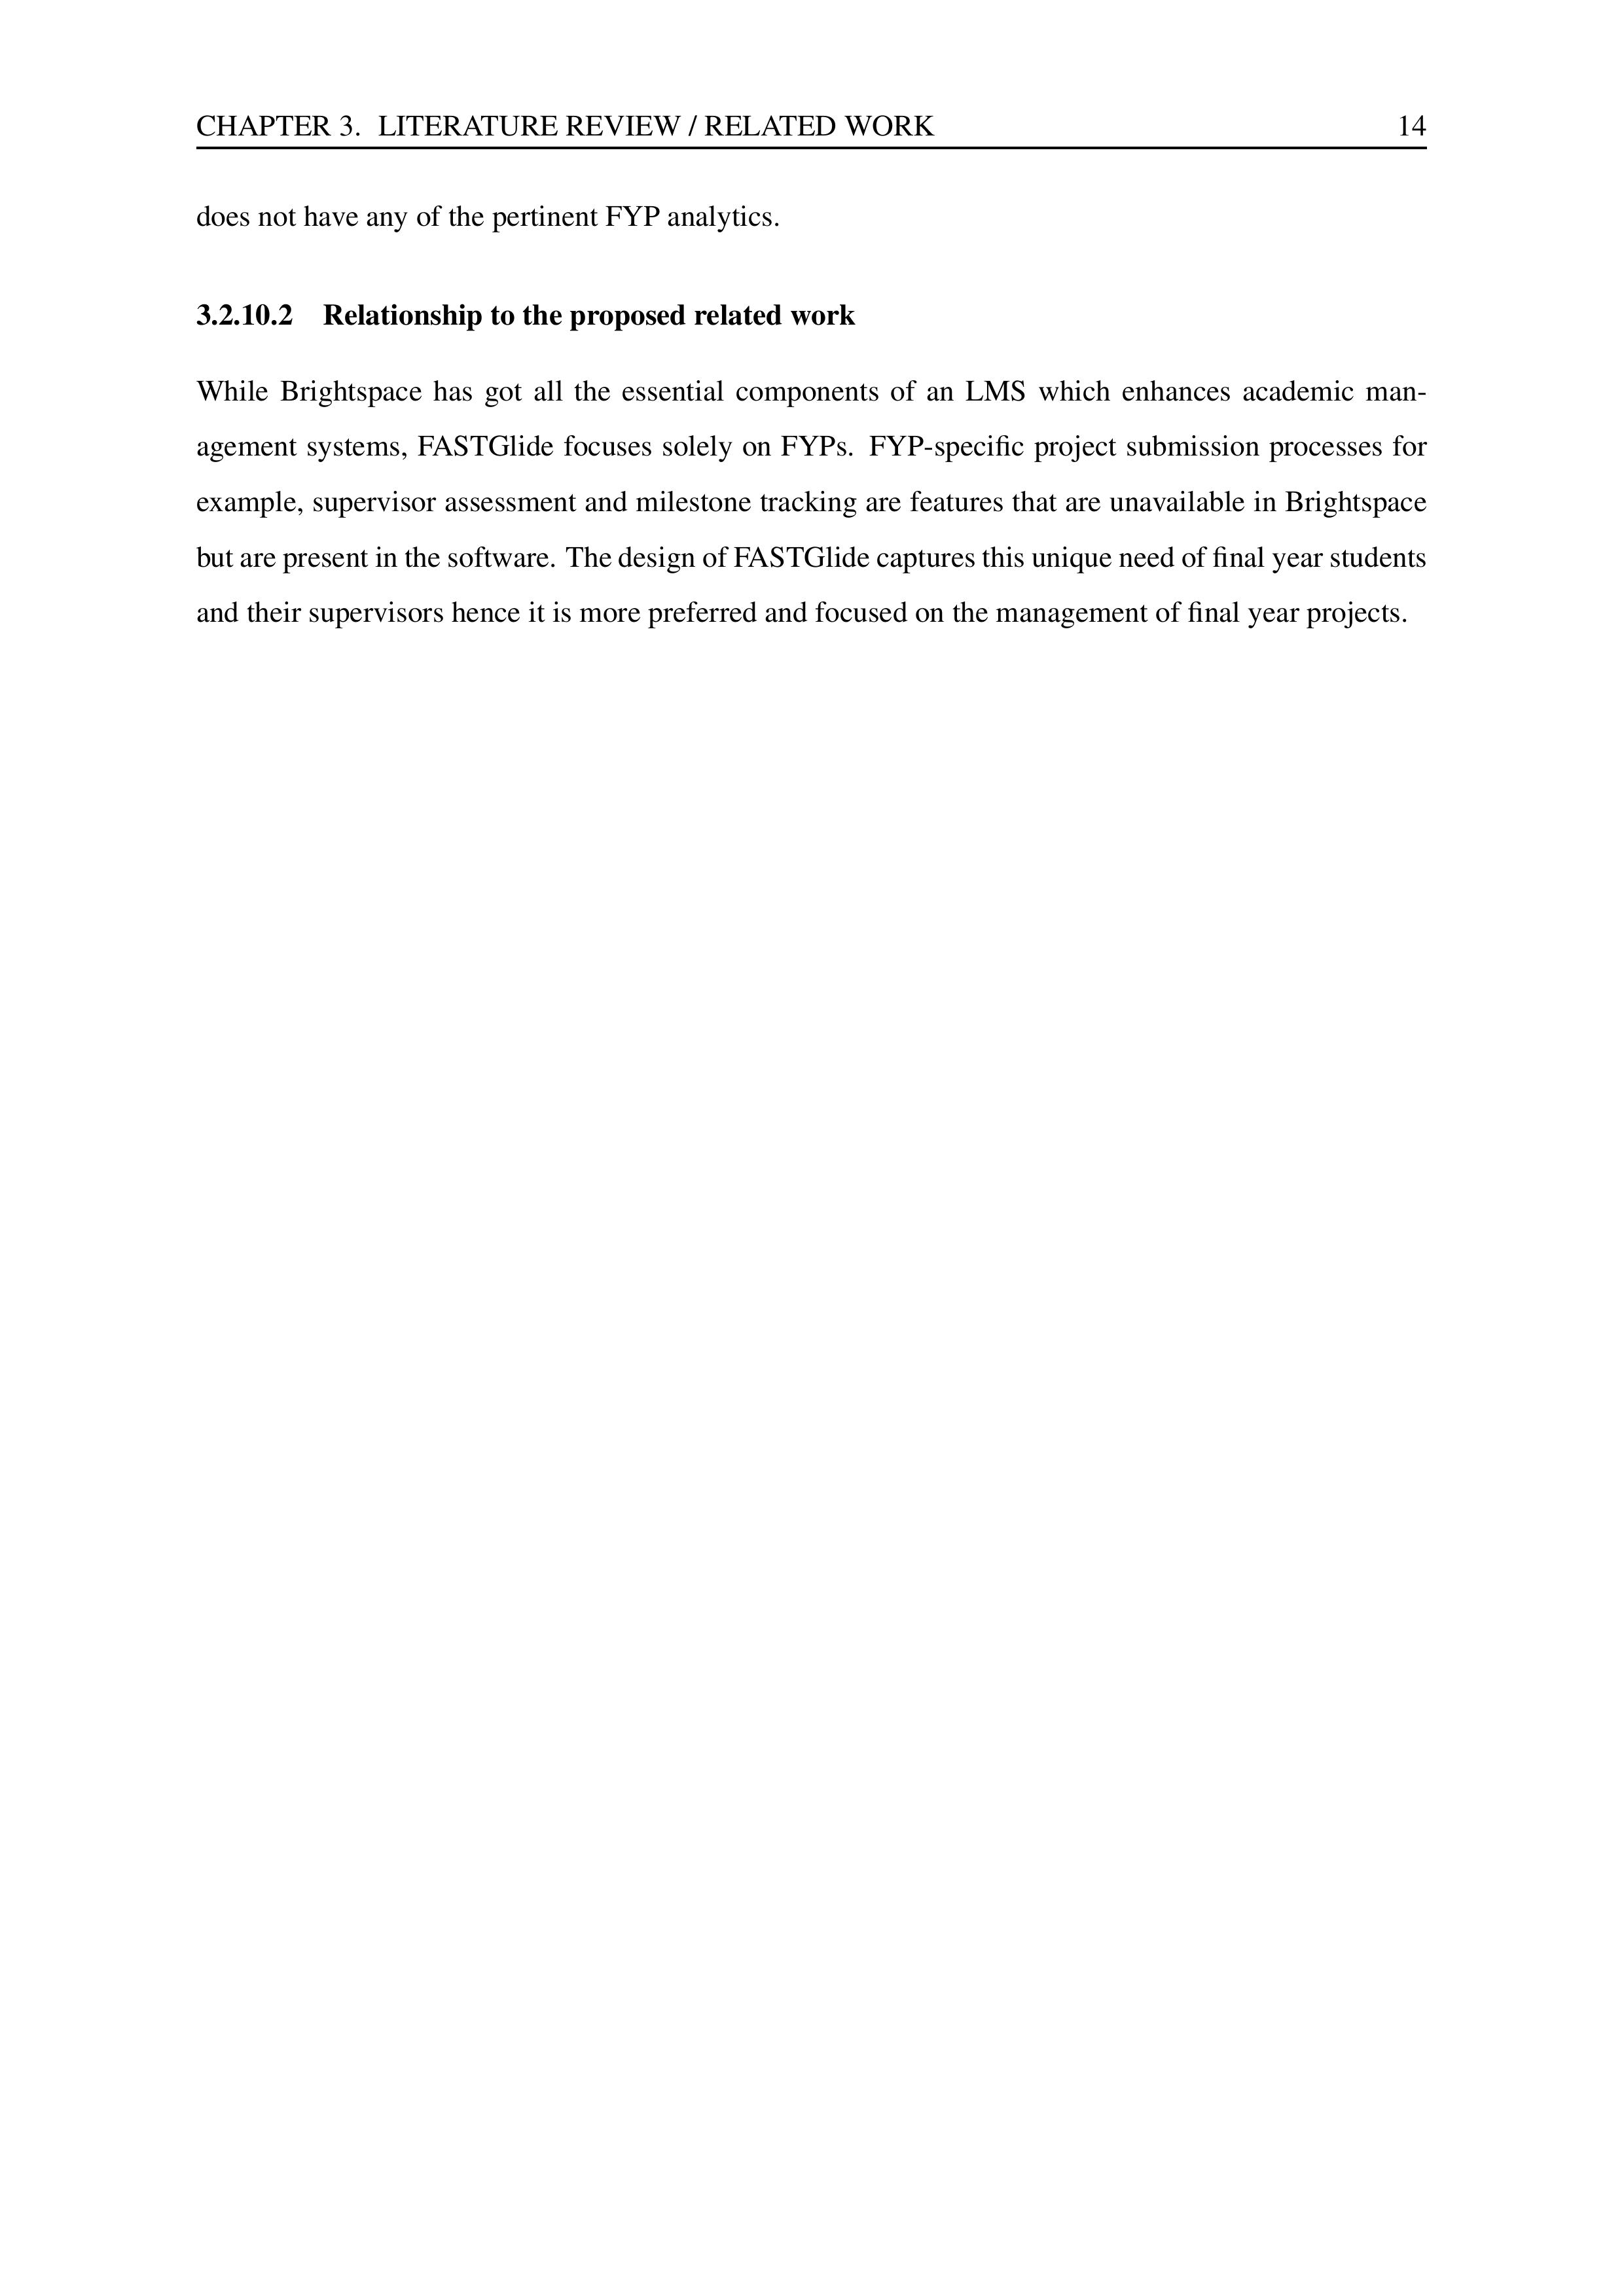 CHAPTER 3. LITERATURE REVIEW / RELATED WORK 14
does not have any of the pertinent FYP analytics.
3.2.10.2 Relationship to the proposed related work
While Brightspace has got all the essential components of an LMS which enhances academic man-
agement systems, FASTGlide focuses solely on FYPs. FYP-specific project submission processes for
example, supervisor assessment and milestone tracking are features that are unavailable in Brightspace
but are present in the software. The design of FASTGlide captures this unique need of final year students
and their supervisors hence it is more preferred and focused on the management of final year projects.